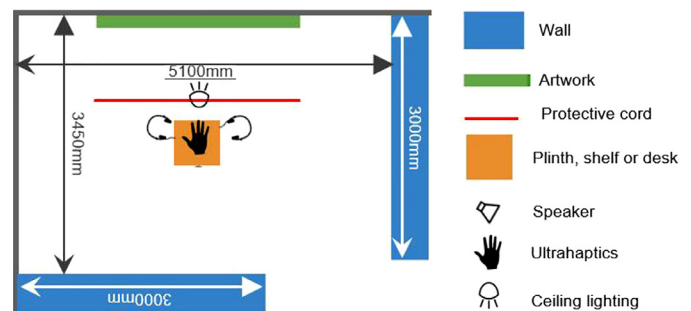 5100mm
3450mm
3000mm
3000mm
Wall
Artwork
Protective cord
Plinth, shelf or desk
Speaker
Ultrahaptics
Ceiling lighting